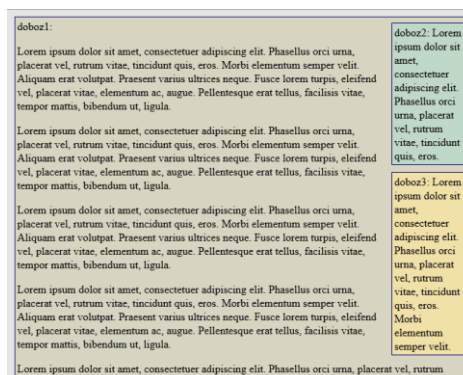 doboz1:
Lorem ipsum dolor sit amet, consectetuer adipiscing elit. Phasellus orci urna,
placerat vel, rutrum vitae, tincidunt quis, eros. Morbi elementum semper velit.
Aliquam erat volutpat. Praesent varius ultrices neque. Fusce lorem turpis, eleifend
vel, placerat vitae, elementum ac, augue. Pellentesque erat tellus, facilisis vitae,
tempor mattis, bibendum ut, ligula.
Lorem ipsum dolor sit amet, consectetuer adipiscing elit. Phasellus orci urna,
placerat vel, rutrum vitae, tincidunt quis, eros. Morbi elementum semper velit.
Aliquam erat volutpat. Praesent varius ultrices neque. Fusce lorem turpis, eleifend
vel, placerat vitae, elementum ac, augue. Pellentesque erat tellus, facilisis vitae,
tempor mattis, bibendum ut, ligula.
Lorem ipsum dolor sit amet, consectetuer adipiscing elit. Phasellus orci urna,
placerat vel, rutrum vitae, tincidunt quis, eros. Morbi elementum semper velit.
Aliquam erat volutpat. Praesent varius ultrices neque. Fusce lorem turpis, eleifend
vel, placerat vitae, elementum ac, augue. Pellentesque erat tellus, facilisis vitae,
tempor mattis, bibendum ut, ligula.
Lorem ipsum dolor sit amet, consectetuer adipiscing elit. Phasellus orci urna,
placerat vel, rutrum vitae, tincidunt quis, eros. Morbi elementum semper velit.
Aliquam erat volutpat. Praesent varius ultrices neque. Fusce lorem turpis, eleifend
vel, placerat vitae, elementum ac, augue. Pellentesque erat tellus, facilisis vitae,
tempor mattis, bibendum ut, ligula.
Lorem ipsum dolor sit amet, consectetuer adipiscing elit. Phasellus orci urna, placerat vel, rutrum
doboz2: Lorem
ipsum dolor sit
amet,
consectetuer
adipiscing elit.
Phasellus orci
urna, placerat
vel, rutrum
vitae, tincidunt
quis, eros.
doboz3: Lorem
ipsum dolor sit
amet,
consectetuer
adipiscing elit.
Phasellus orci
urna, placerat
vel, rutrum
vitae, tincidunt
quis, eros.
Morbi
elementum
semper velit.